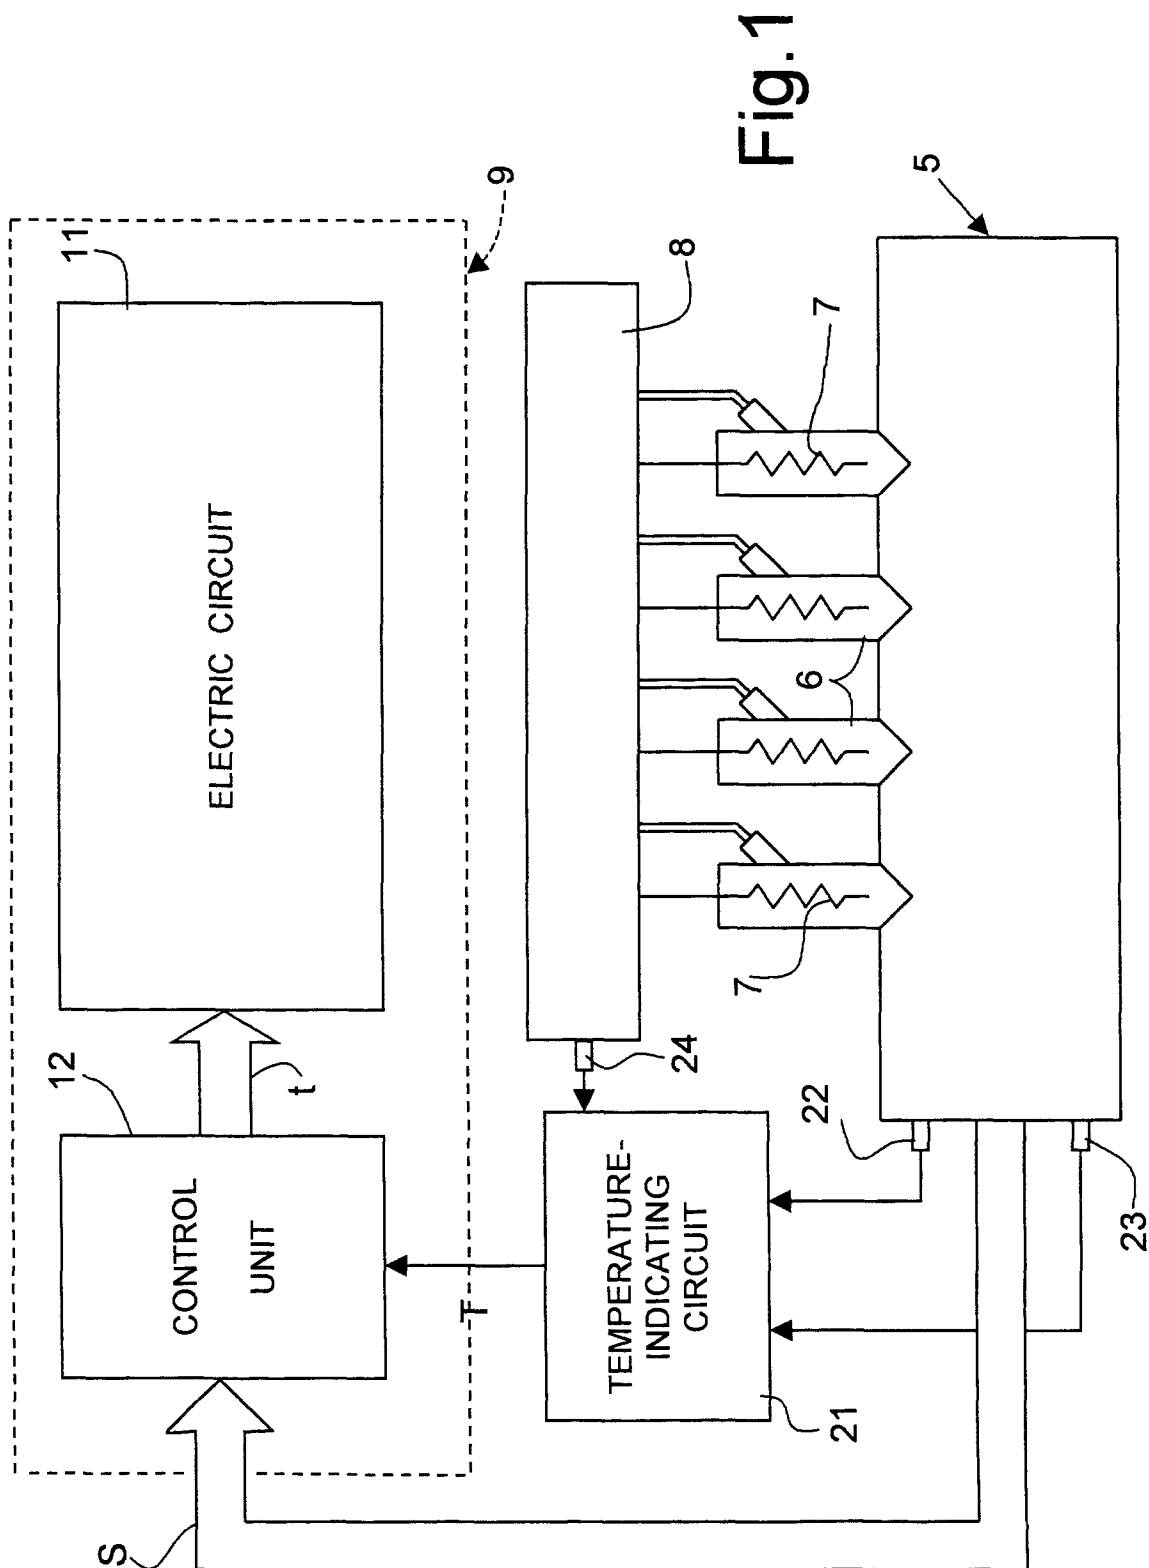 Fig. 1
9
11
ELECTRIC CIRCUIT
8
5
7
6
7
12
t
24
CONTROL
UNIT
22
23
T
TEMPERATURE-
INDICATING
CIRCUIT
21
S